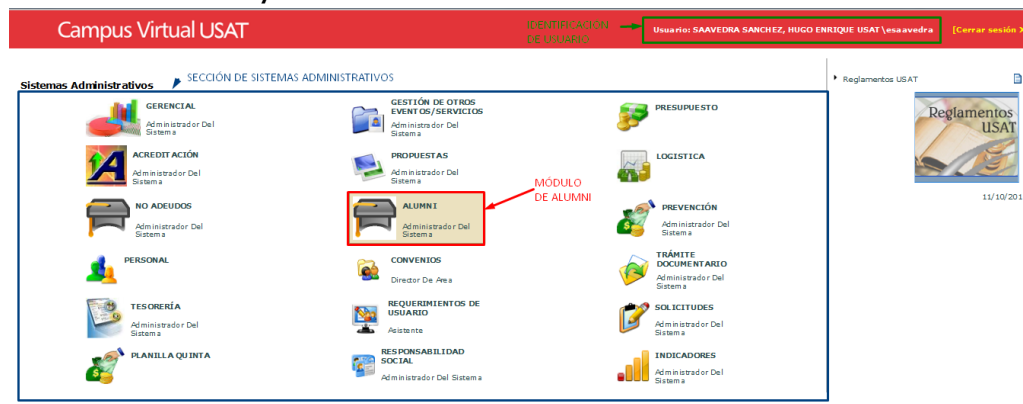 Campus Virtual USAT
IDENTIFICACIÓN
DE USUARIO
Usuario: SAAVEDRA SANCHEZ, HUGO ENRIQUE USAT\esaavedra
[Cerrar sesión X
Sistemas Administrativos
SECCIÓN DE SISTEMAS ADMINISTRATIVOS
GERENCIAL
Administrador Del
Sistema
GESTIÓN DE OTROS
EVENTOS/SERVICIOS
Administrador Del
Sistema
PRESUPUESTO
ACREDITACIÓN
Administrador Del
Sistema
PROPUESTAS
Administrador Del
Sistema
LOGISTICA
NO ADEUDOS
Administrador Del
Sistema
ALUMNI
Administrador Del
Sistema
MÓDULO
DE ALUMNI
PREVENCIÓN
Administrador Del
Sistema
PERSONAL
CONVENIOS
Director De Area
TRÁMITE
DOCUMENTARIO
Administrador Del
Sistema
TESORERÍA
Administrador Del
Sistema
REQUERIMIENTOS DE
USUARIO
Asistente
SOLICITUDES
Administrador Del
Sistema
PLANILLA QUINTA
RESPONSABILIDAD
SOCIAL
Administrador Del Sistema
INDICADORES
Administrador Del
Sistema
Reglamentos USAT
Reglamentos
USAT
11/10/201